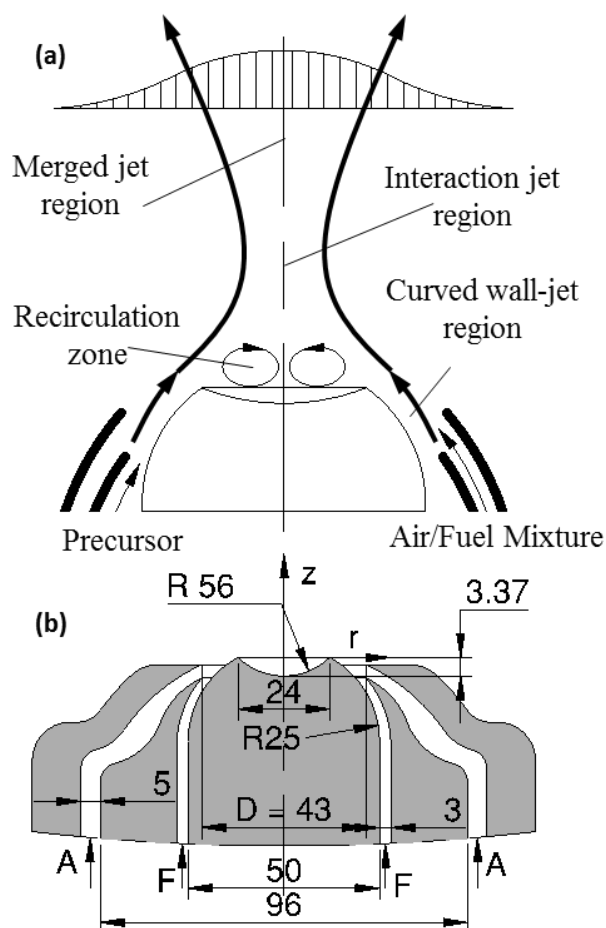 (a)
Merged jet
region
Interaction jet
region
Curved wall-jet
region
Recirculation
zone
Precursor
Air/Fuel Mixture
(b)
R 56
z
3.37
r
24
R25
5
D = 43
3
A
F
50
F
A
96